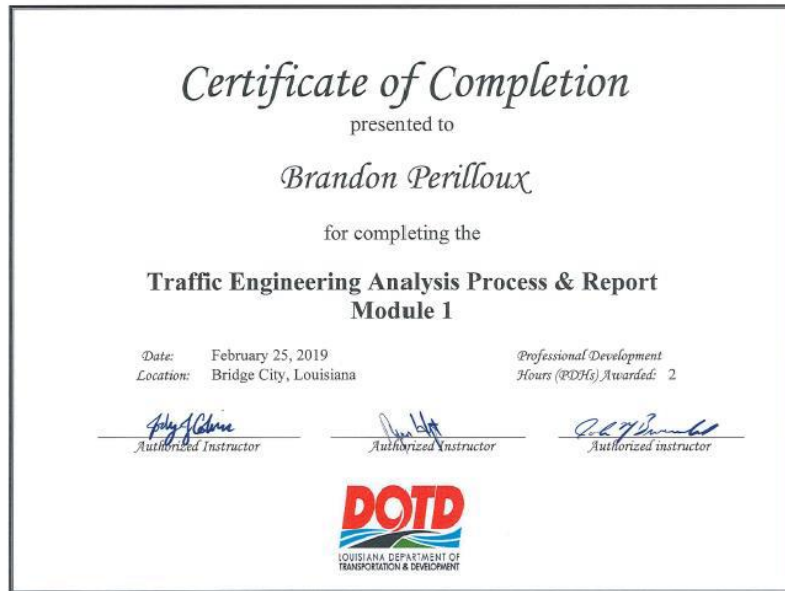 Certificate of Completion
presented to
Brandon Perilloux
for completing the
Traffic Engineering Analysis Process & Report
Module 1
Date: February 25, 2019
Location: Bridge City, Louisiana
Professional Development
Hours (PDHs) Awarded: 2
Authorized Instructor
Authorized Instructor
Authorized instructor
DOTD
LOUISIANA DEPARTMENT OF
TRANSPORTATION & DEVELOPMENT